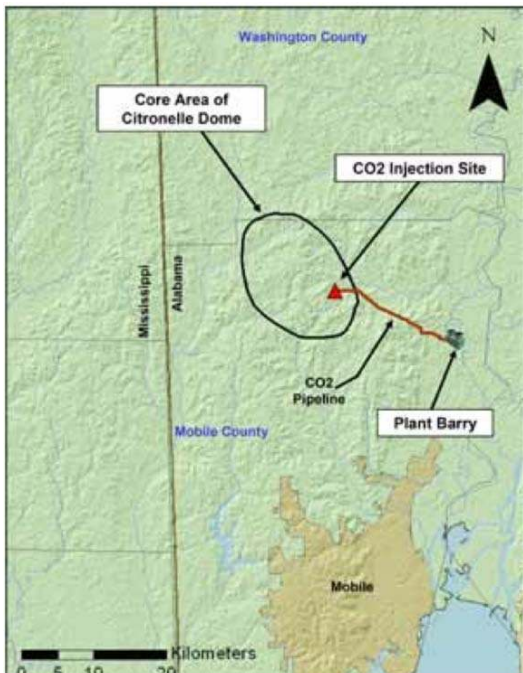 Washington County
N
Core Area of
Citronelle Dome
CO2 Injection Site
Mississippi
Alabama
CO2
Pipeline
Plant Barry
Mobile County
Mobile
Kilometers
0 5 10 20